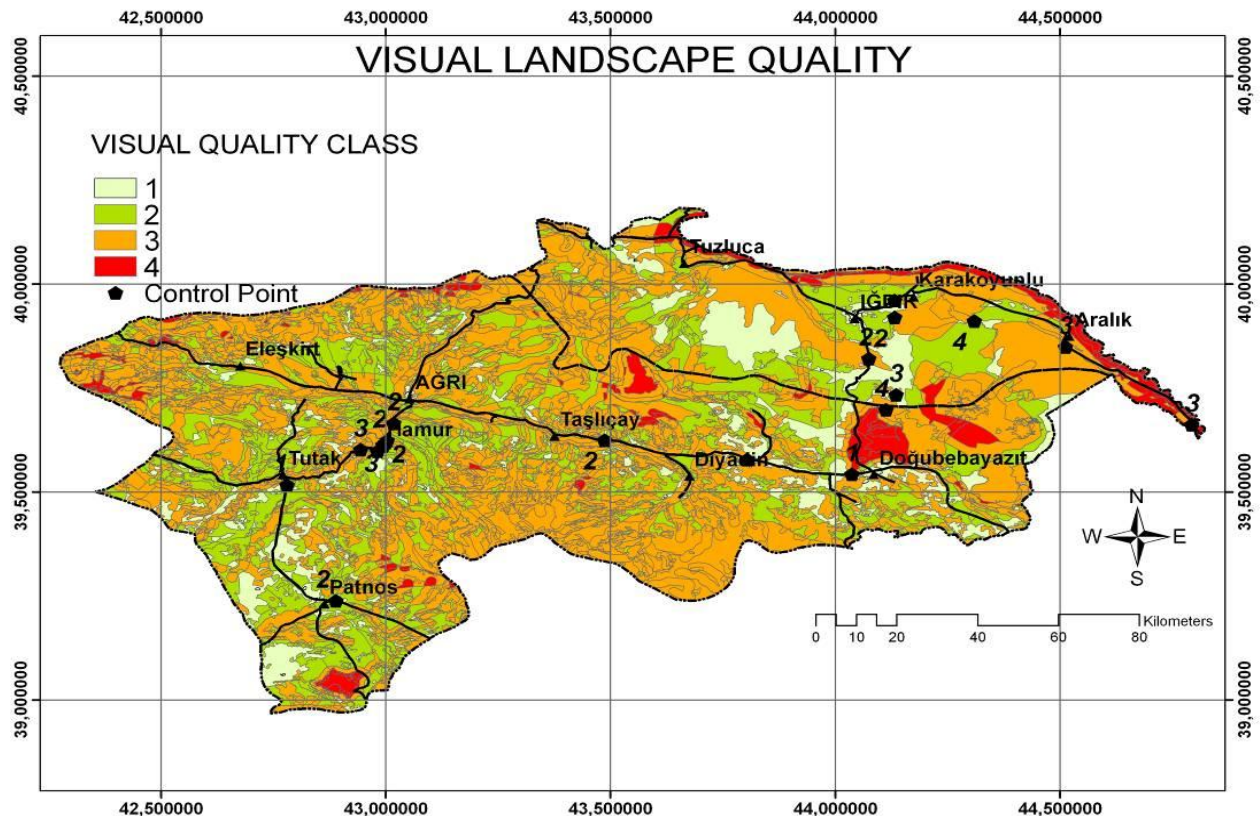 42,500000 43,000000 43,500000 44,000000 44,500000
VISUAL LANDSCAPE QUALITY
40,500000 40,500000
VISUAL QUALITY CLASS
1
2
3
4
Control Point
Tuzluca
40,000000 40,000000
Karakoyunlu
IĞDIR
Aralık
22
4
Eleşkirt
3
4
AĞRI
2
3
3
2
Hamur
Taşlıçay
3
2
2
Tutak
Diyadin
Doğubebayazıt
39,500000 39,500000
N
W E
S
2
Patnos
Kilometers
0 10 20 40 60 80
39,000000 39,000000
42,500000 43,000000 43,500000 44,000000 44,500000